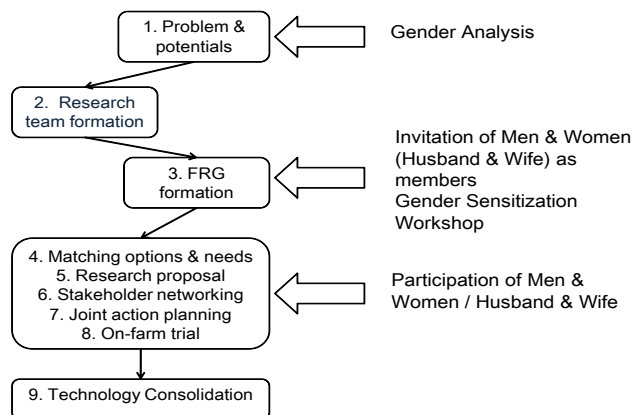 1. Problem &
potentials
Gender Analysis
2. Research
team formation
3. FRG
formation
Invitation of Men & Women
(Husband & Wife) as
members
Gender Sensitization
Workshop
4. Matching options & needs
5. Research proposal
6. Stakeholder networking
7. Joint action planning
8. On-farm trial
Participation of Men &
Women / Husband & Wife
9. Technology Consolidation